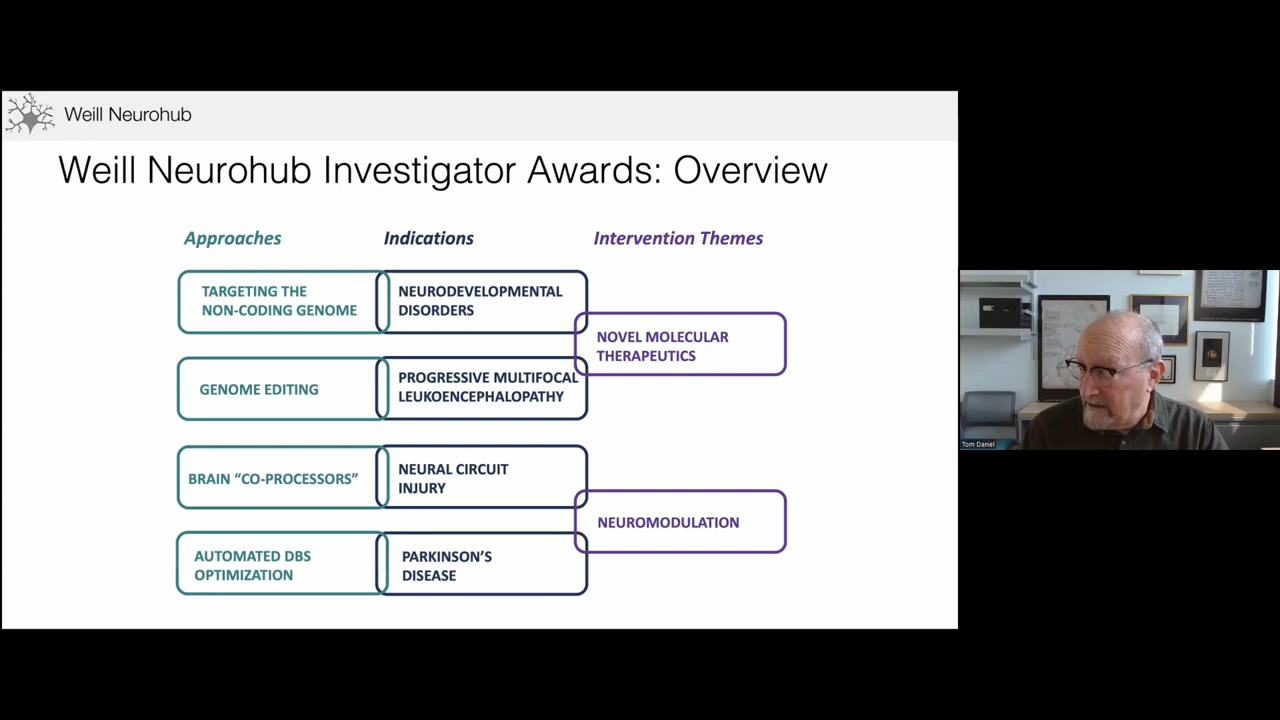 Weill Neurohub
Weill Neurohub Investigator Awards: Overview
Approaches
Indications
Intervention Themes
TARGETING THE
NON-CODING GENOME
NEURODEVELOPMENTAL
DISORDERS
NOVEL MOLECULAR
THERAPEUTICS
GENOME EDITING
PROGRESSIVE MULTIFOCAL
LEUKOENCEPHALOPATHY
BRAIN “CO-PROCESSORS”
NEURAL CIRCUIT
INJURY
NEUROMODULATION
AUTOMATED DBS
OPTIMIZATION
PARKINSON’S
DISEASE
Tom Daniel